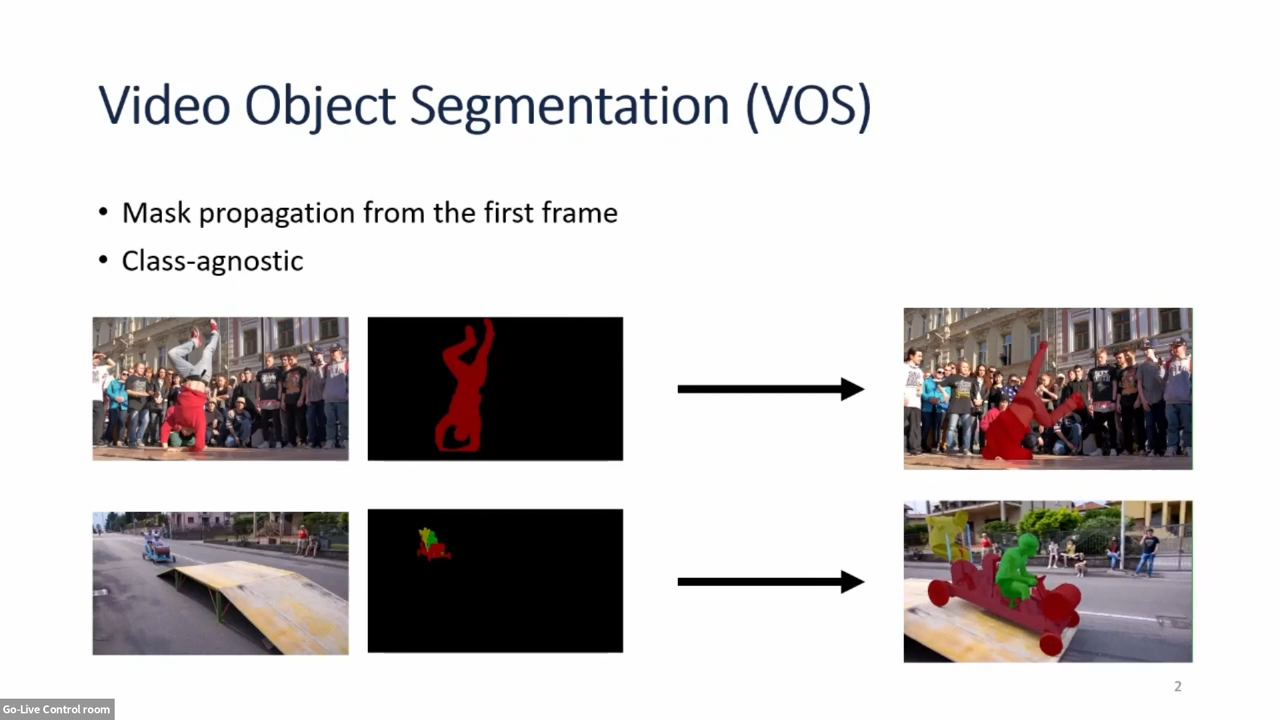 Video Object Segmentation (VOS)
• Mask propagation from the first frame
• Class-agnostic
2
Go-Live Control room